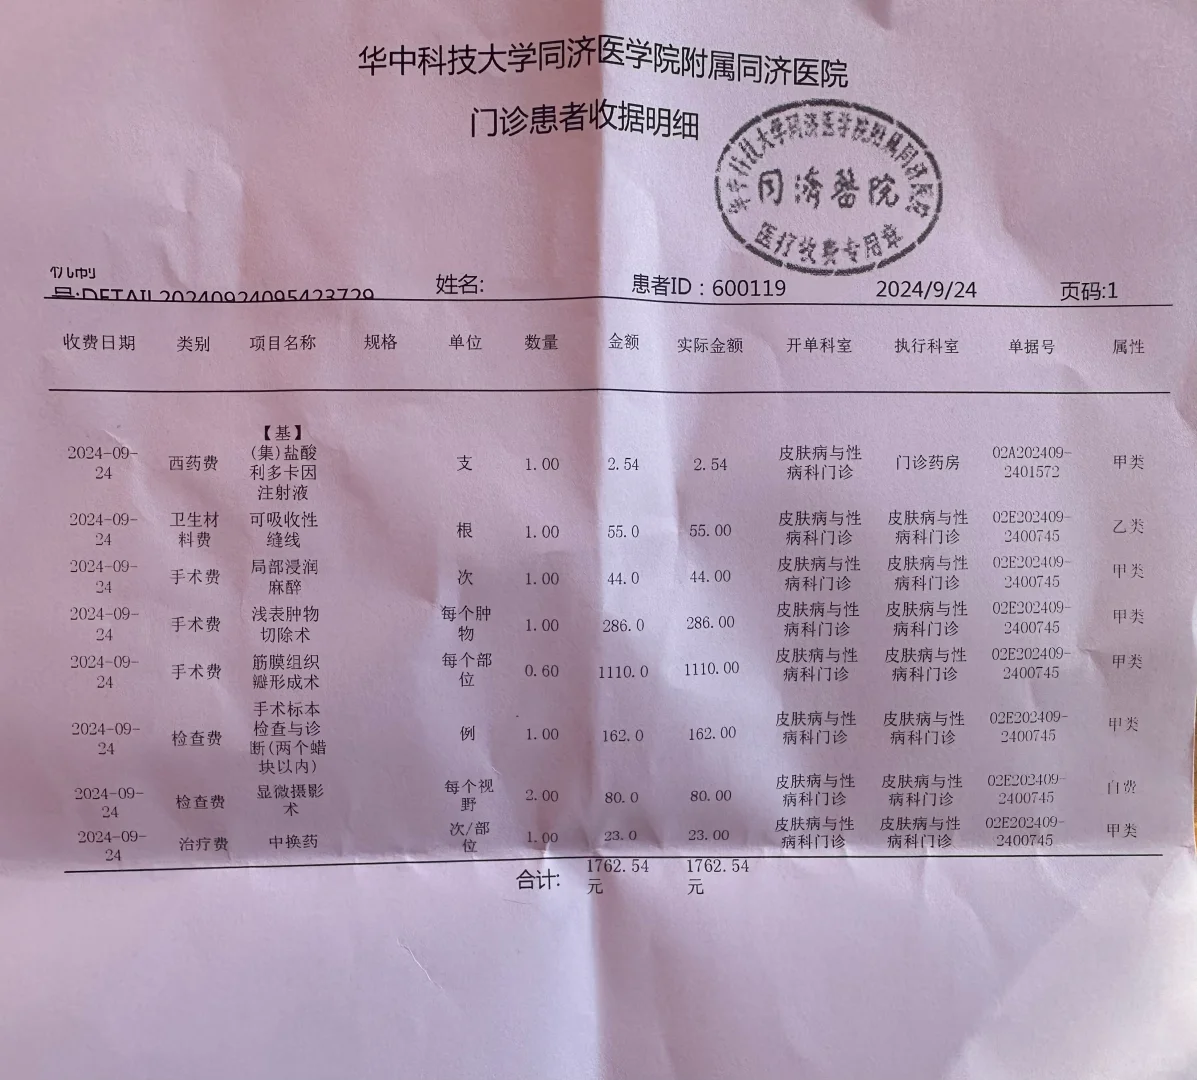 华中科技大学同济医学院附属同济医院
门诊患者收据明细
华中科技大学同济医学院附属同济医院
同濟醫院
医疗收费专用章
机制
号:DETAIL20240924095423729 姓名: 患者ID：600119 2024/9/24 页码:1
收费日期 类别 项目名称 规格 单位 数量 金额 实际金额 开单科室 执行科室 单据号 属性
2024-09-24 西药费 【基】(集)盐酸利多卡因注射液 支 1.00 2.54 2.54 皮肤病与性病科门诊 门诊药房 02A202409-2401572 甲类
2024-09-24 卫生材料费 可吸收性缝线 根 1.00 55.0 55.00 皮肤病与性病科门诊 皮肤病与性病科门诊 02E202409-2400745 乙类
2024-09-24 手术费 局部浸润麻醉 次 1.00 44.0 44.00 皮肤病与性病科门诊 皮肤病与性病科门诊 02E202409-2400745 甲类
2024-09-24 手术费 浅表肿物切除术 每个肿物 1.00 286.0 286.00 皮肤病与性病科门诊 皮肤病与性病科门诊 02E202409-2400745 甲类
2024-09-24 手术费 筋膜组织瓣形成术 每个部位 0.60 1110.0 1110.00 皮肤病与性病科门诊 皮肤病与性病科门诊 02E202409-2400745 甲类
2024-09-24 检查费 手术标本检查与诊断(两个蜡块以内) 例 1.00 162.0 162.00 皮肤病与性病科门诊 皮肤病与性病科门诊 02E202409-2400745 甲类
2024-09-24 检查费 显微摄影术 每个视野 2.00 80.0 80.00 皮肤病与性病科门诊 皮肤病与性病科门诊 02E202409-2400745 自费
2024-09-24 治疗费 中换药 次/部位 1.00 23.0 23.00 皮肤病与性病科门诊 皮肤病与性病科门诊 02E202409-2400745 甲类
合计: 1762.54元 1762.54元